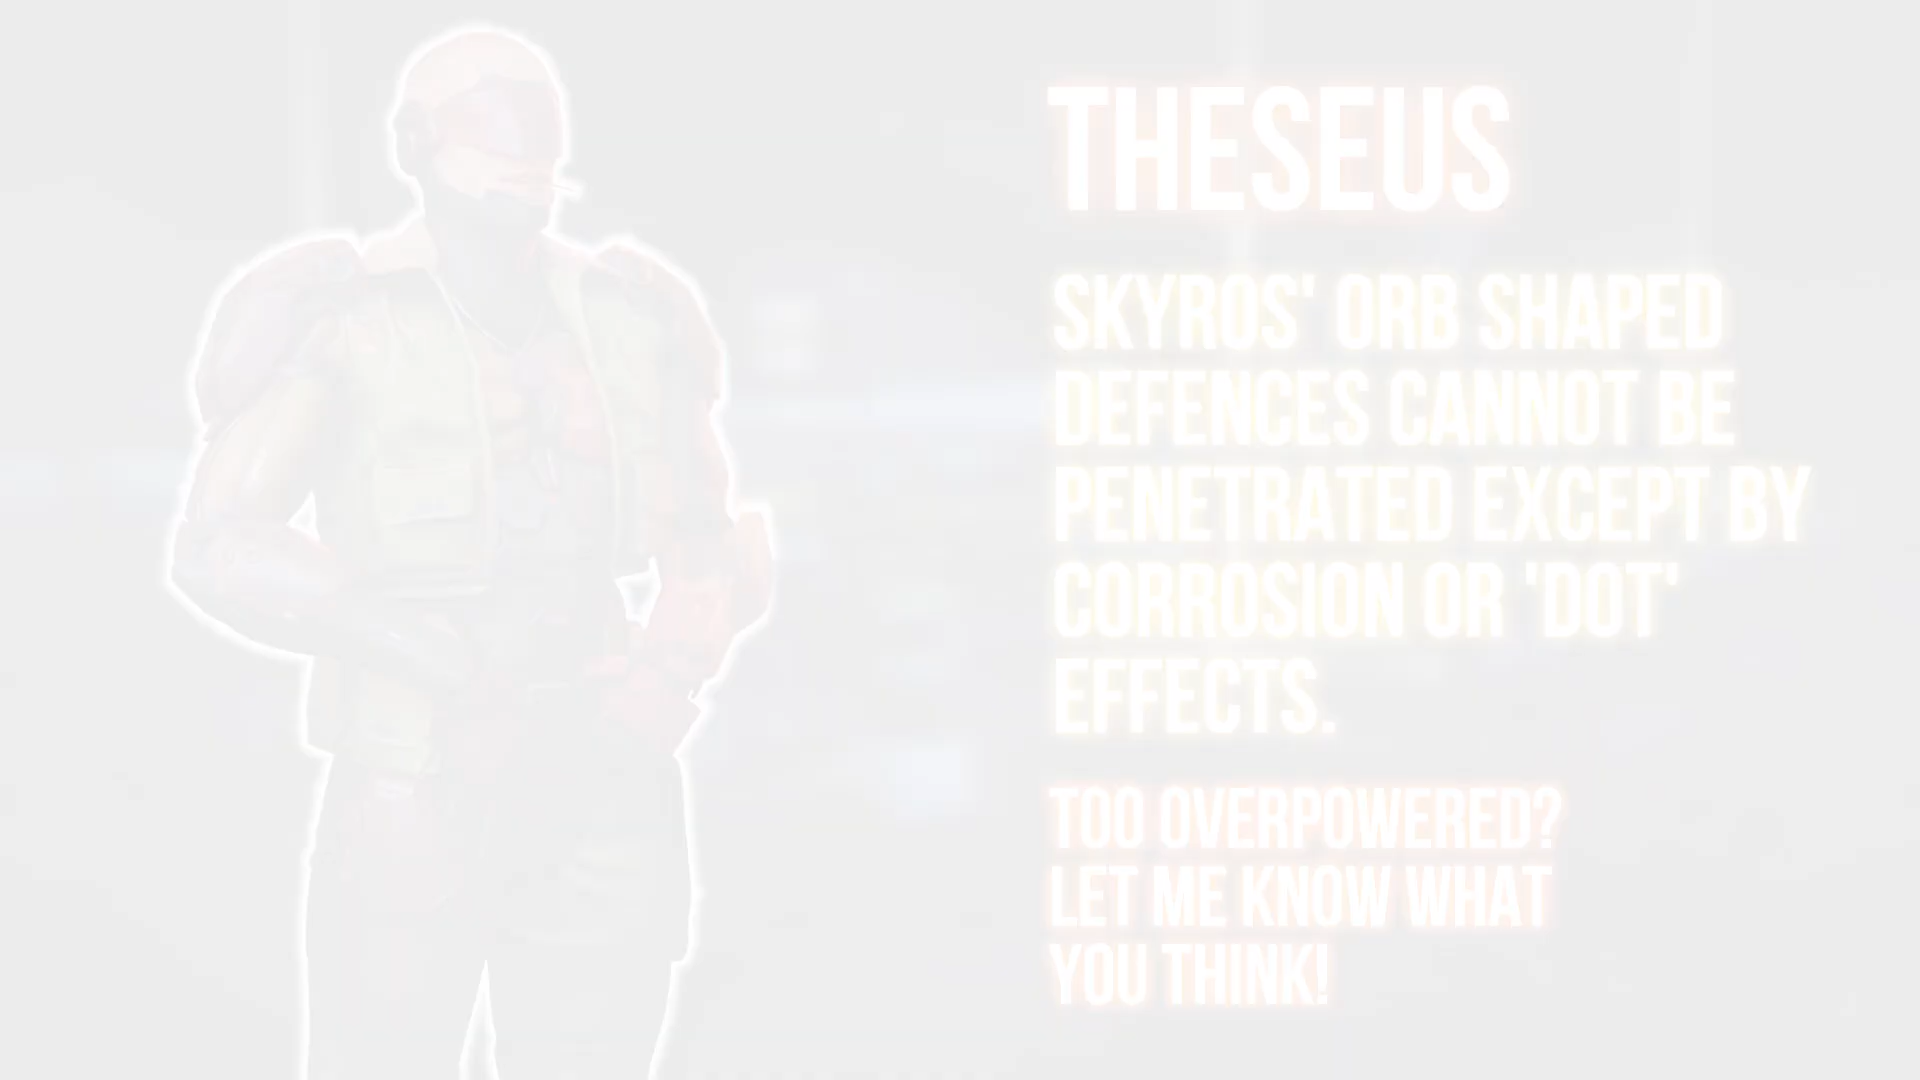 THESEUS
SKYROS' ORB SHAPED
DEFENCES CANNOT BE
PENETRATED EXCEPT BY
CORROSION OR 'DOT'
EFFECTS.
TOO OVERPOWERED?
LET ME KNOW WHAT
YOU THINK!